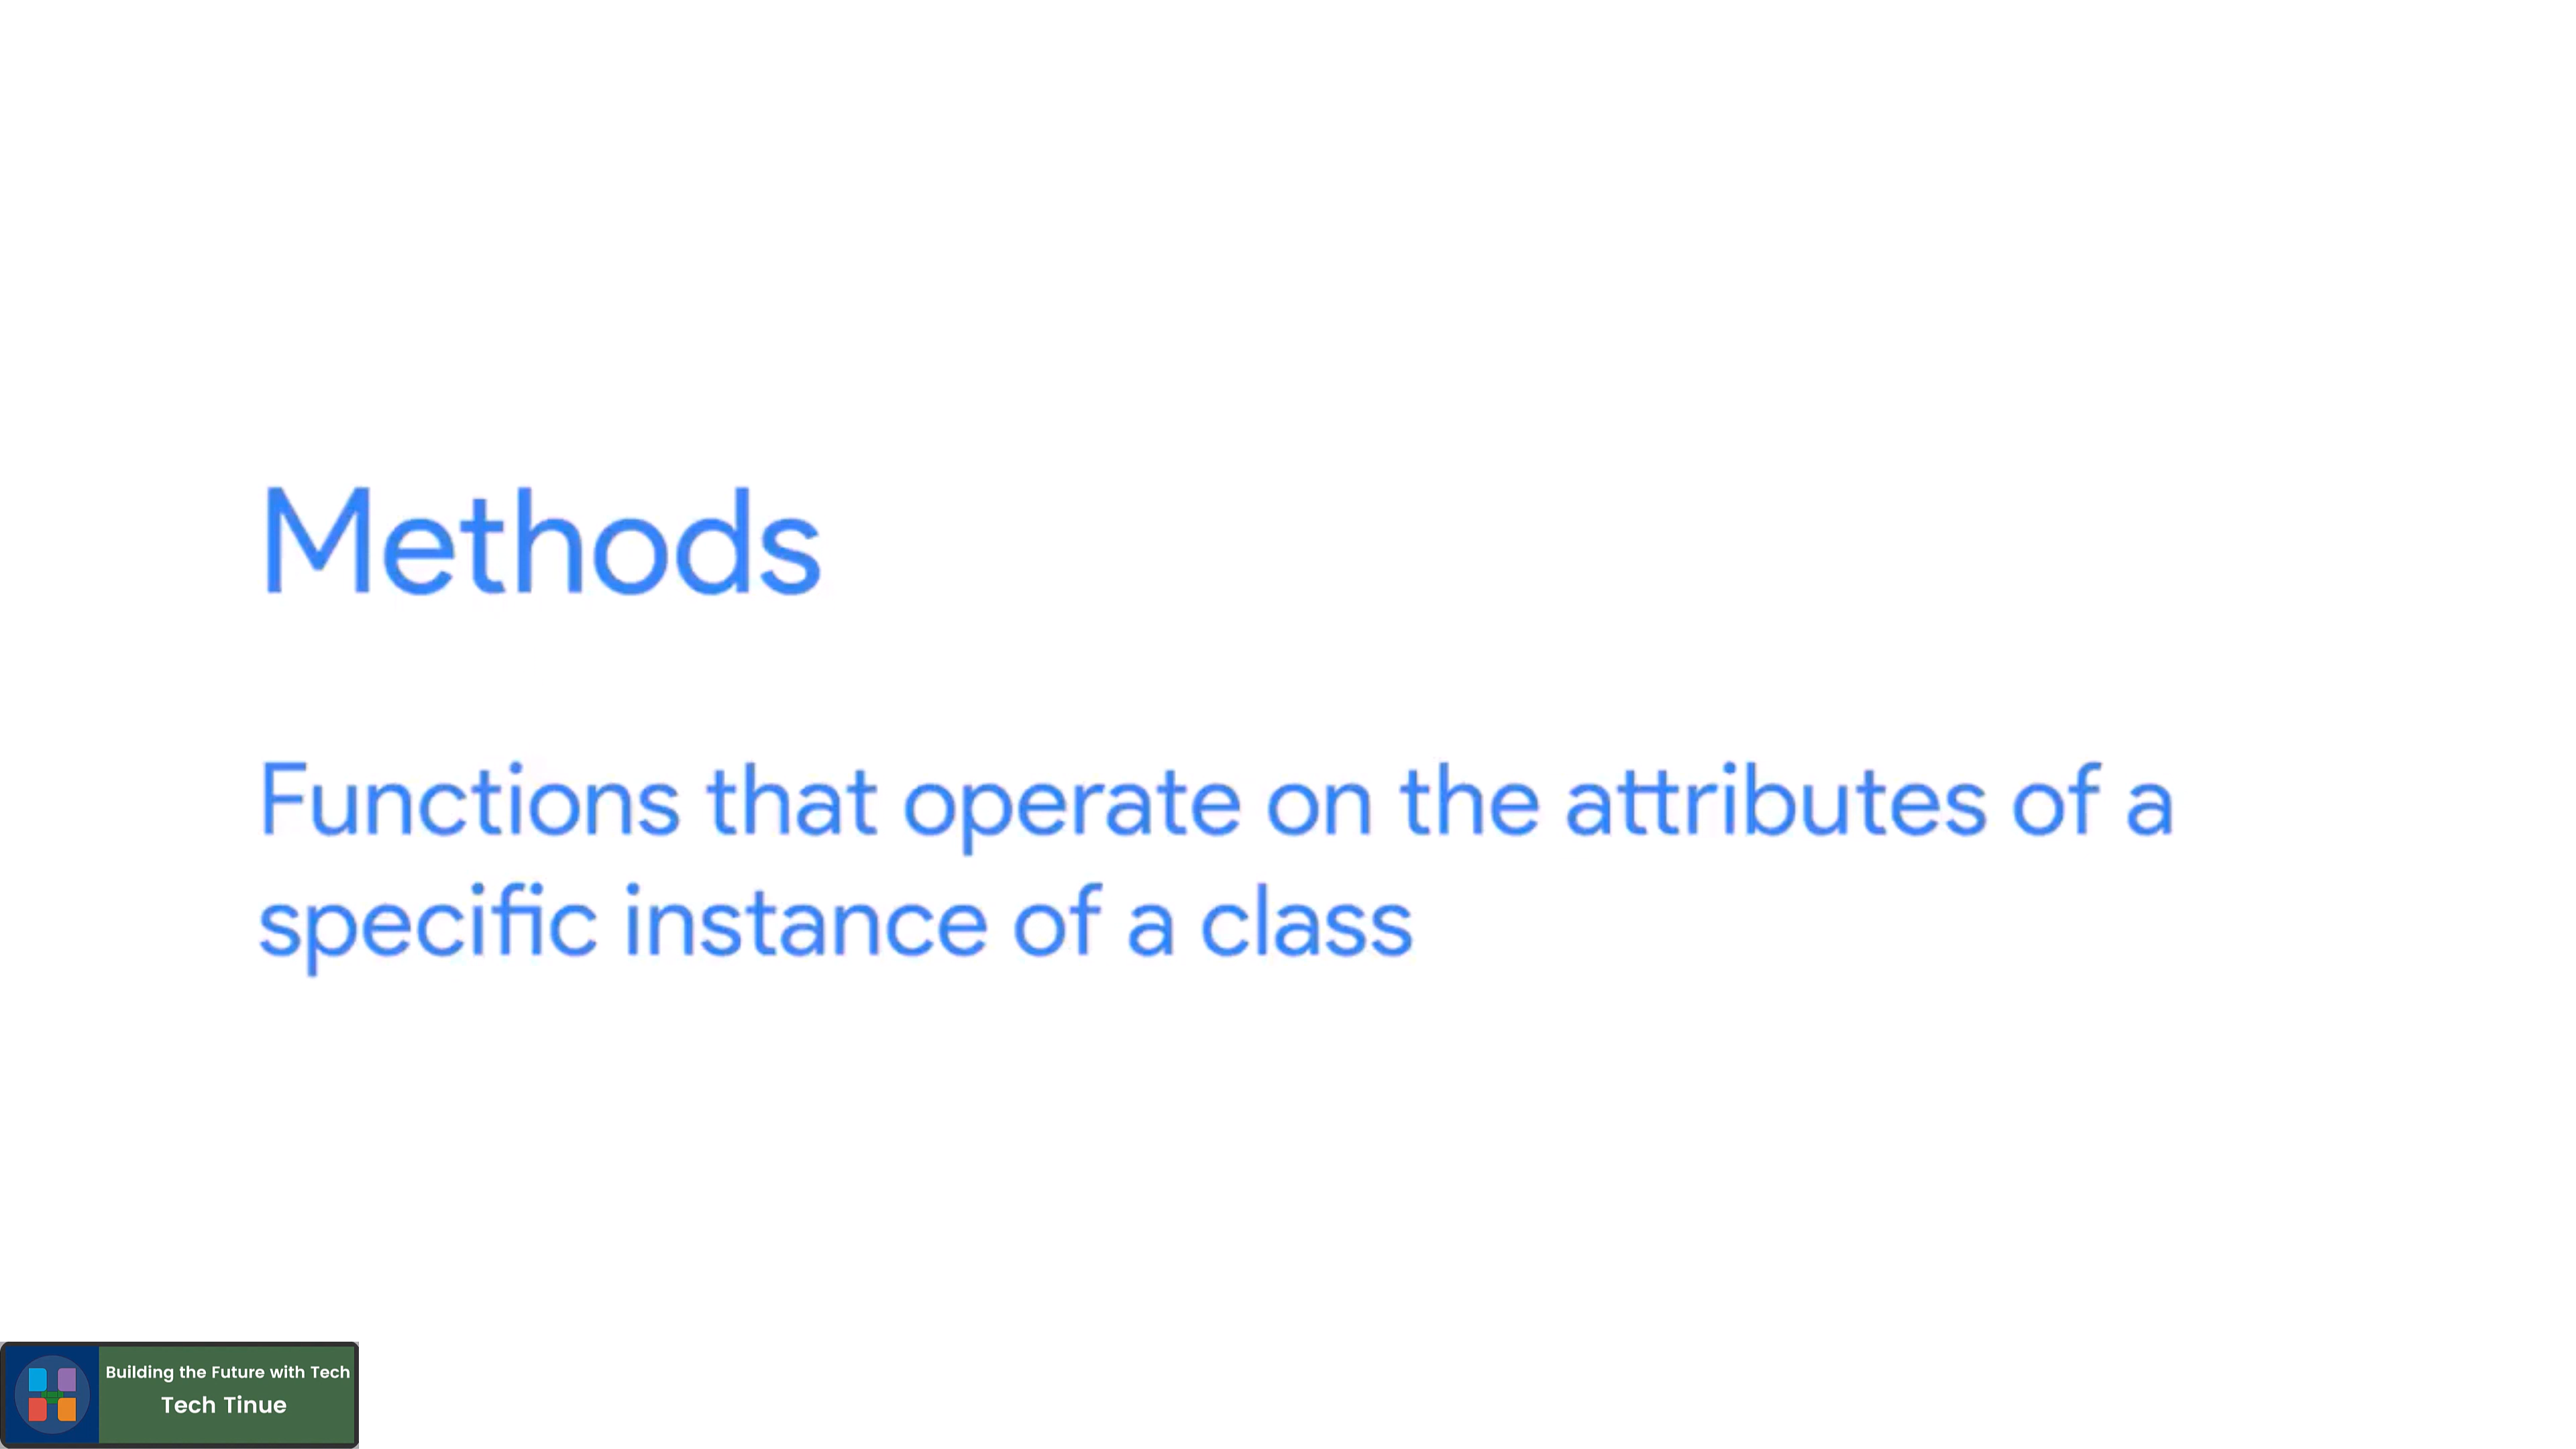 Methods
Functions that operate on the attributes of a
specific instance of a class
Building the Future with Tech
Tech Tinue